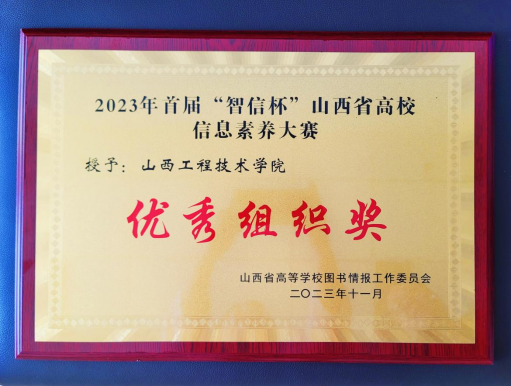 2023年首届“智信杯”山西省高校
信息素养大赛
授予：山西工程技术学院
优秀组织奖
山西省高等学校图书情报工作委员会
二〇二三年十一月